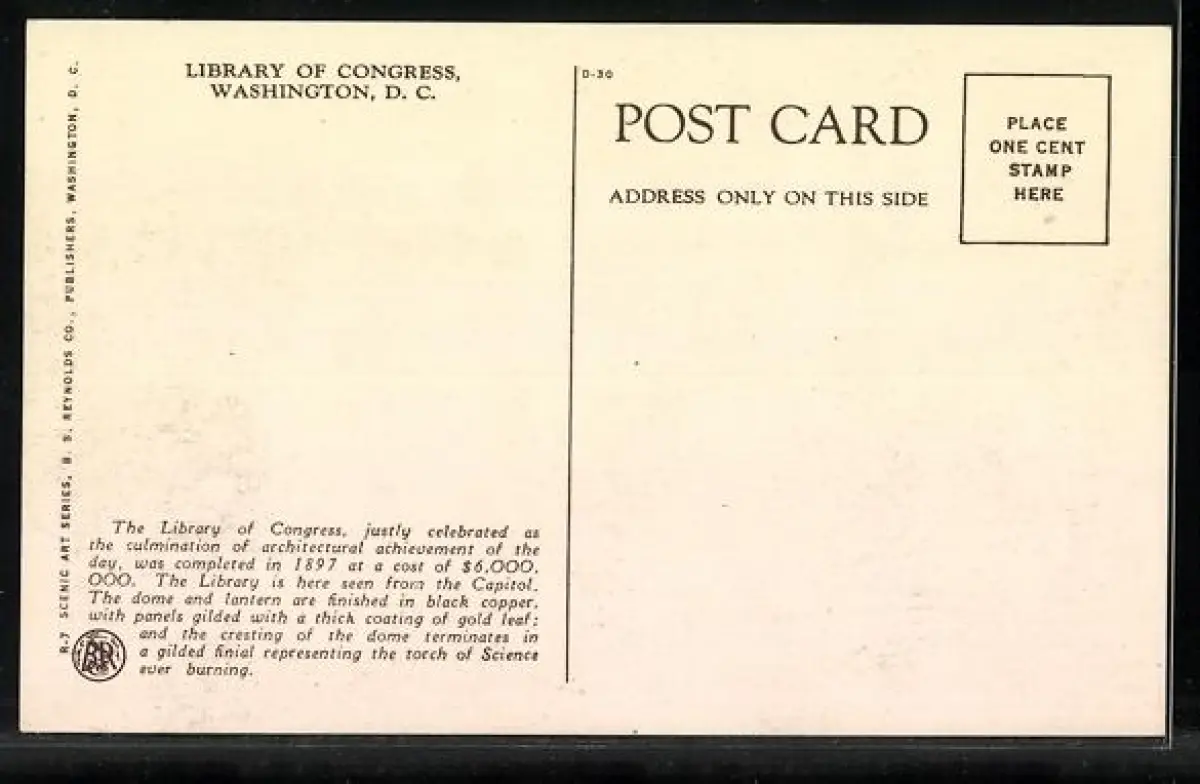 LIBRARY OF CONGRESS,
WASHINGTON, D. C.
R-7 SCENIC ART SERIES, B. S. REYNOLDS CO., PUBLISHERS, WASHINGTON, D. C.
The Library of Congress, justly celebrated as
the culmination of architectural achievement of the
day, was completed in 1897 at a cost of $6,000,
000. The Library is here seen from the Capitol.
The dome and lantern are finished in black copper,
with panels gilded with a thick coating of gold leaf;
and the cresting of the dome terminates in
a gilded finial representing the torch of Science
ever burning.
D-30
POST CARD
ADDRESS ONLY ON THIS SIDE
PLACE
ONE CENT
STAMP
HERE